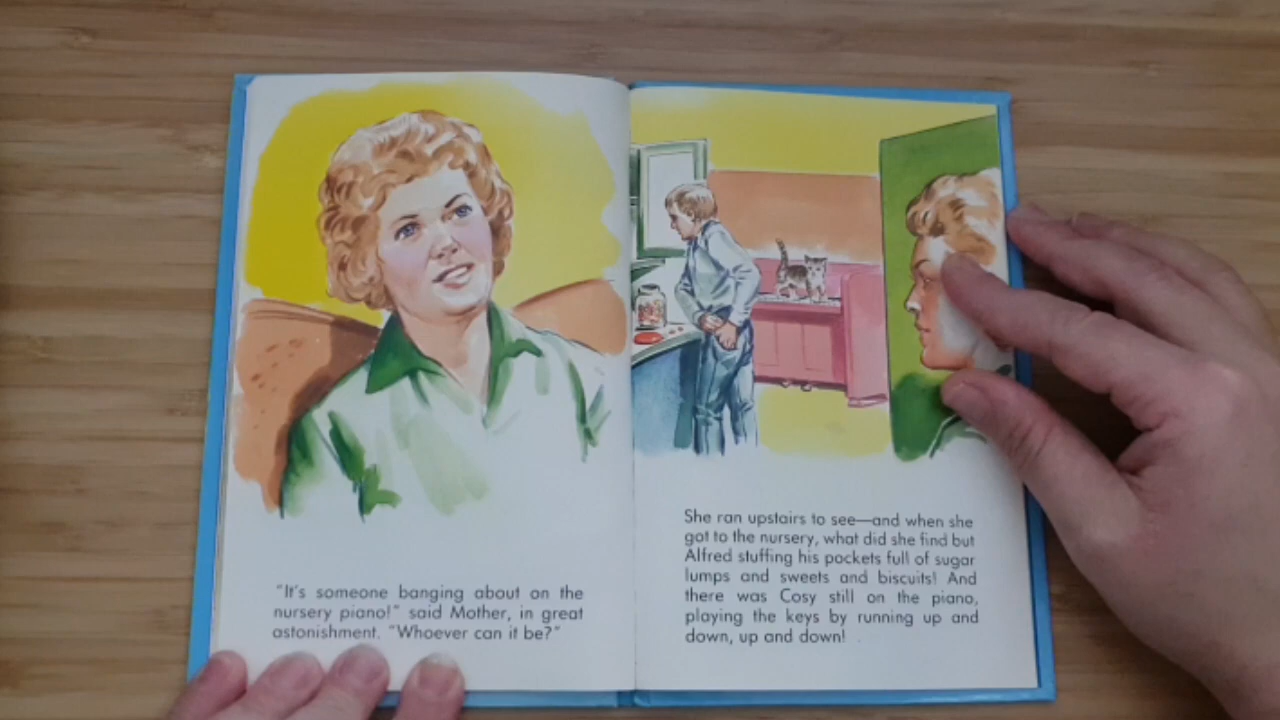 "It's someone banging about on the
nursery piano!" said Mother, in great
astonishment. "Whoever can it be?"
She ran upstairs to see—and when she
got to the nursery, what did she find but
Alfred stuffing his pockets full of sugar
lumps and sweets and biscuits! And
there was Cosy still on the piano,
playing the keys by running up and
down, up and down!